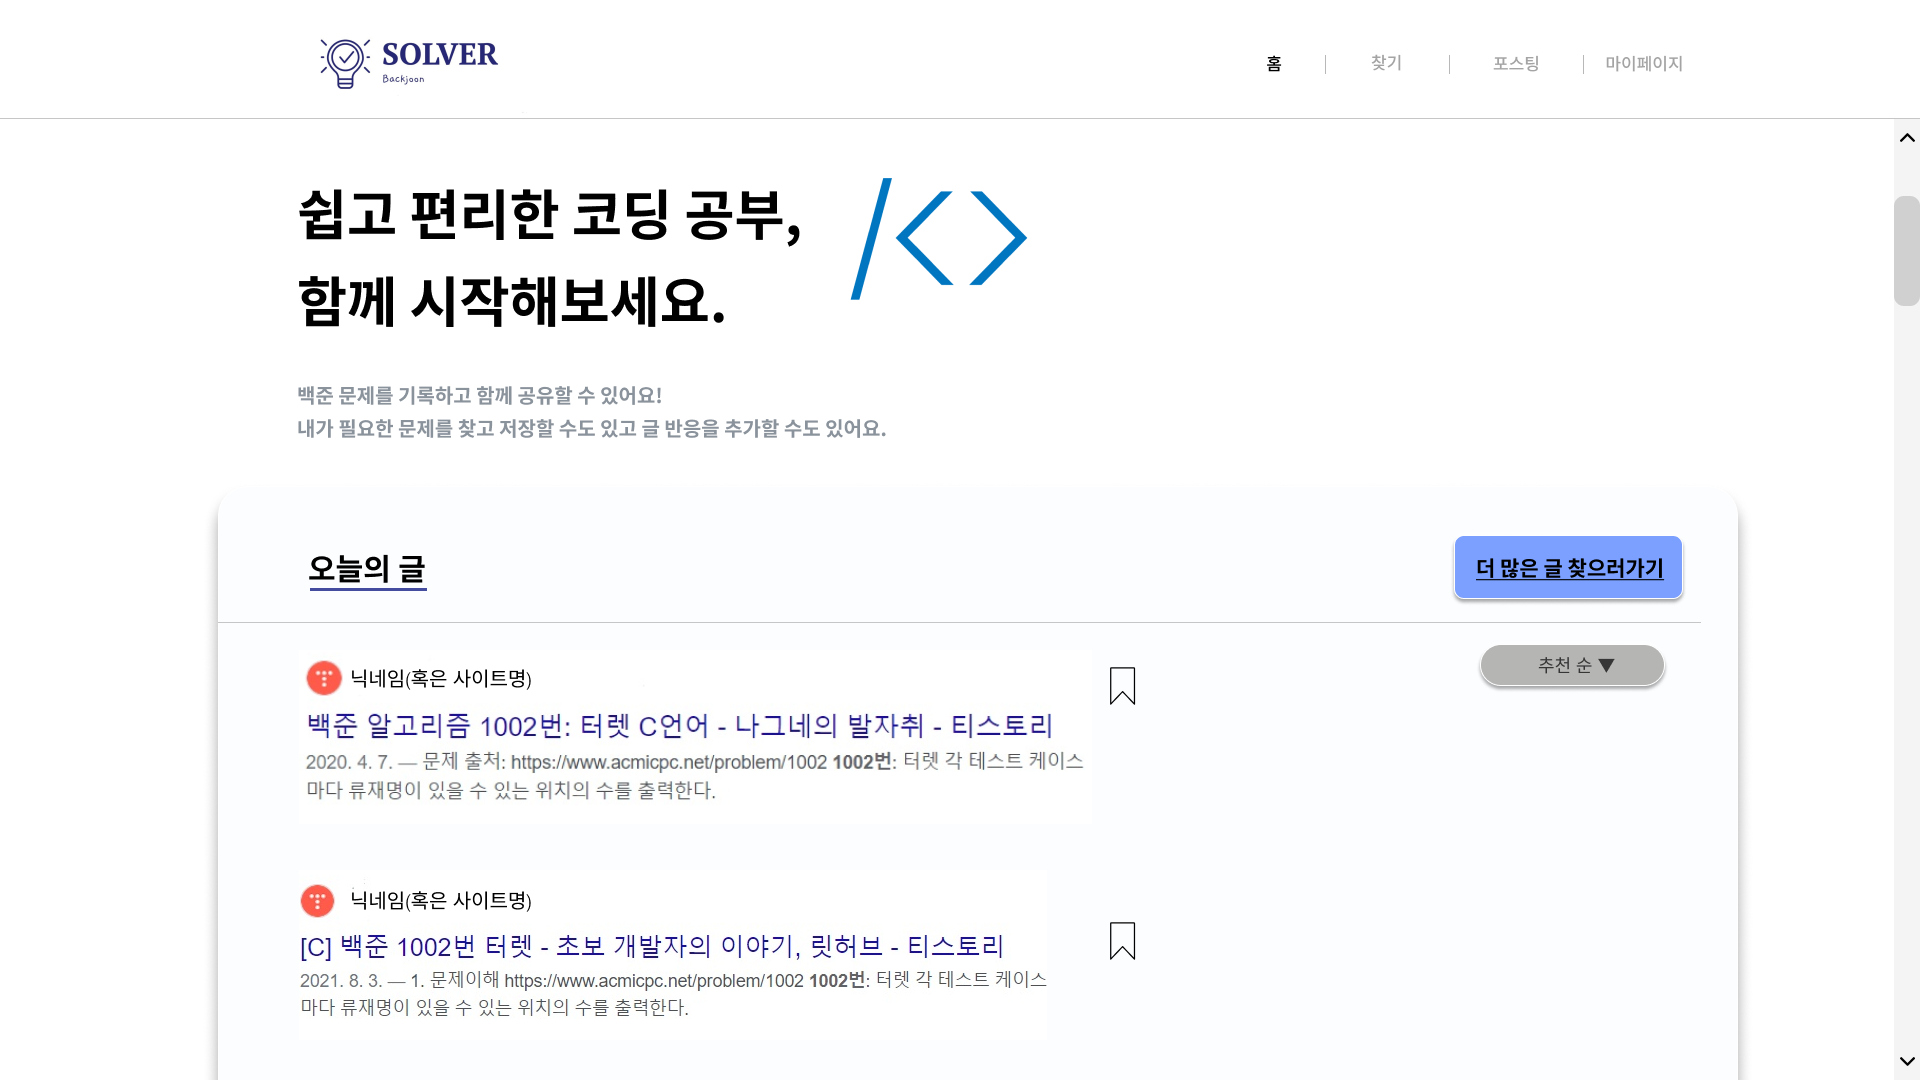 SOLVER
Backjoon
홈
찾기
포스팅
마이페이지
쉽고 편리한 코딩 공부,
함께 시작해보세요.
백준 문제를 기록하고 함께 공유할 수 있어요!
내가 필요한 문제를 찾고 저장할 수도 있고 글 반응을 추가할 수도 있어요.
오늘의 글
더 많은 글 찾으러가기
추천 순 ▼
닉네임(혹은 사이트명)
백준 알고리즘 1002번: 터렛 C언어 - 나그네의 발자취 - 티스토리
2020. 4. 7. — 문제 출처: https://www.acmicpc.net/problem/1002 1002번: 터렛 각 테스트 케이스
마다 류재명이 있을 수 있는 위치의 수를 출력한다.
닉네임(혹은 사이트명)
[C] 백준 1002번 터렛 - 초보 개발자의 이야기, 릿허브 - 티스토리
2021. 8. 3. — 1. 문제이해 https://www.acmicpc.net/problem/1002 1002번: 터렛 각 테스트 케이스
마다 류재명이 있을 수 있는 위치의 수를 출력한다.